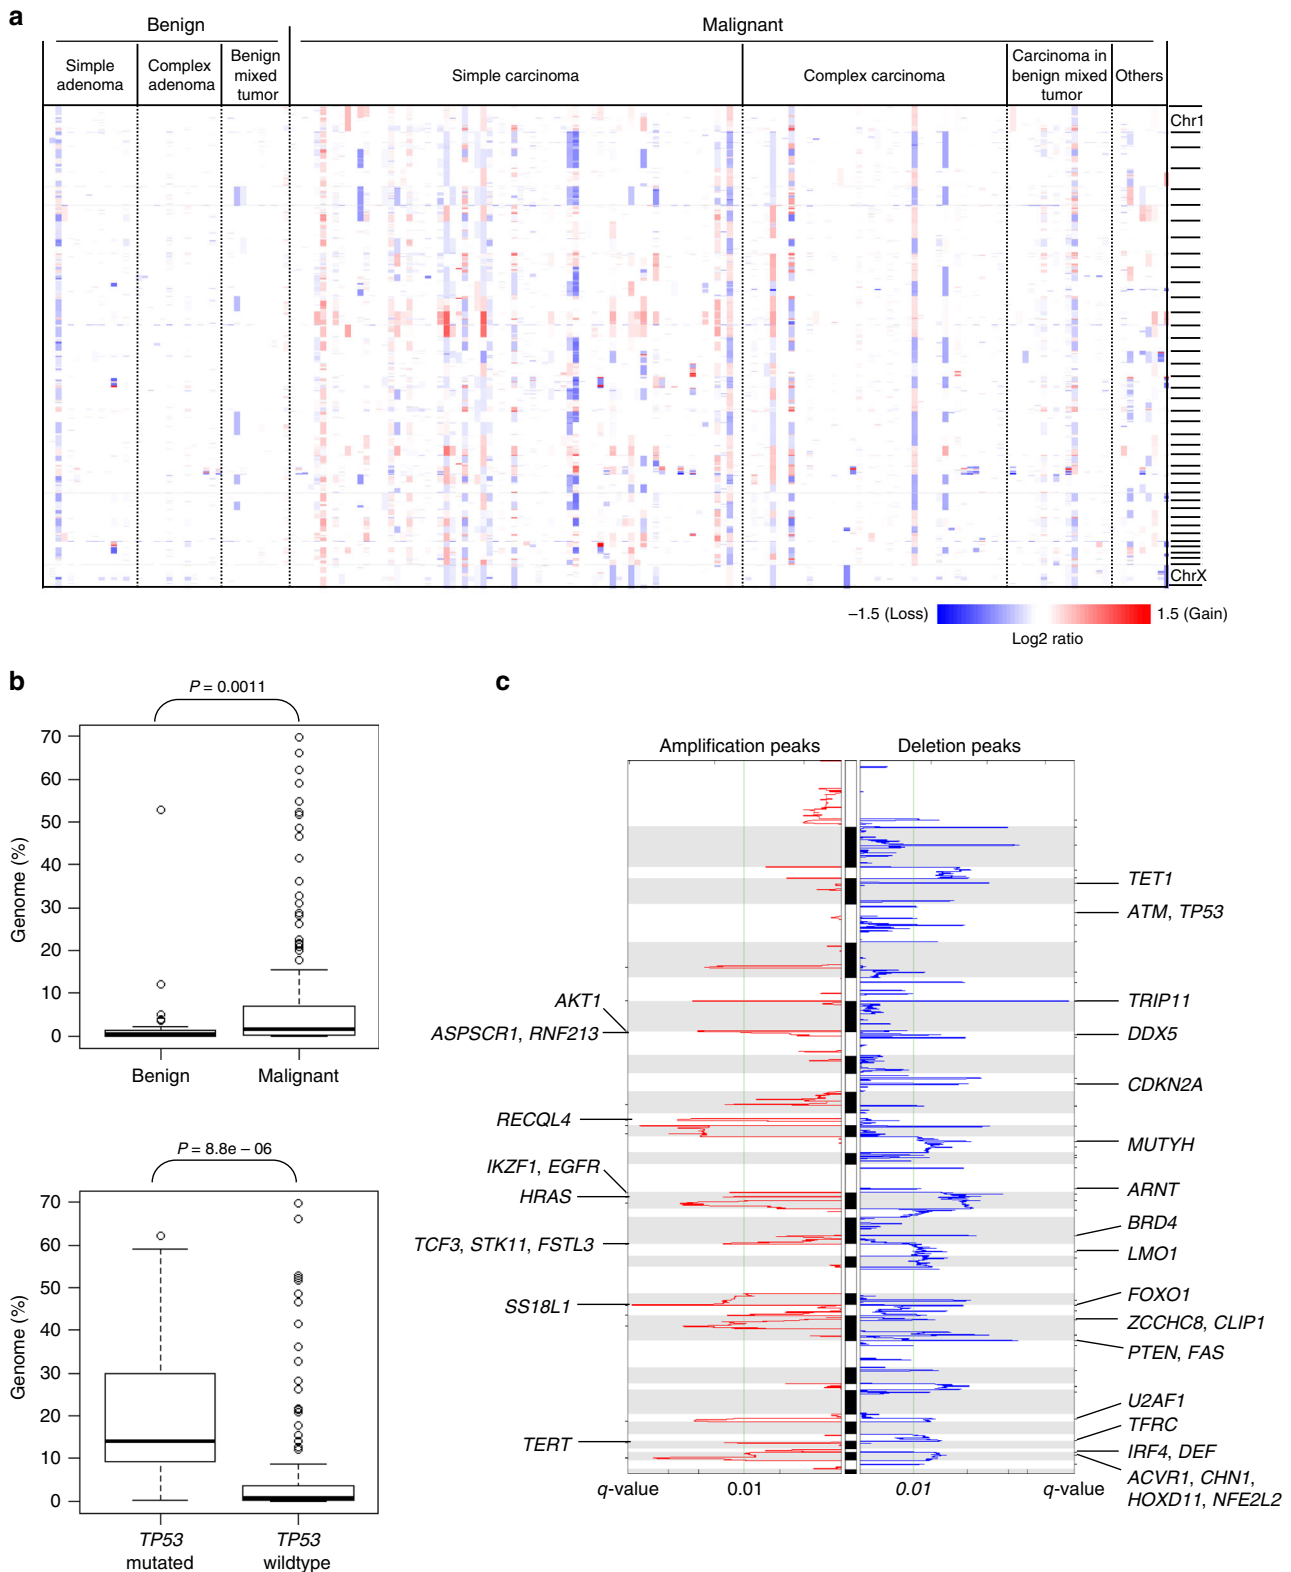 a
Benign
Malignant
Simple
adenoma
Complex
adenoma
Benign
mixed
tumor
Simple carcinoma
Complex carcinoma
Carcinoma in
benign mixed
tumor
Others
Chr1
ChrX
−1.5 (Loss)
1.5 (Gain)
Log2 ratio
b
P = 0.0011
Genome (%)
70
60
50
40
30
20
10
0
Benign
Malignant
P = 8.8e − 06
Genome (%)
70
60
50
40
30
20
10
0
TP53
mutated
TP53
wildtype
c
Amplification peaks
Deletion peaks
AKT1
ASPSCR1, RNF213
RECQL4
IKZF1, EGFR
HRAS
TCF3, STK11, FSTL3
SS18L1
TERT
TET1
ATM, TP53
TRIP11
DDX5
CDKN2A
MUTYH
ARNT
BRD4
LMO1
FOXO1
ZCCHC8, CLIP1
PTEN, FAS
U2AF1
TFRC
IRF4, DEF
ACVR1, CHN1,
HOXD11, NFE2L2
q-value
0.01
0.01
q-value